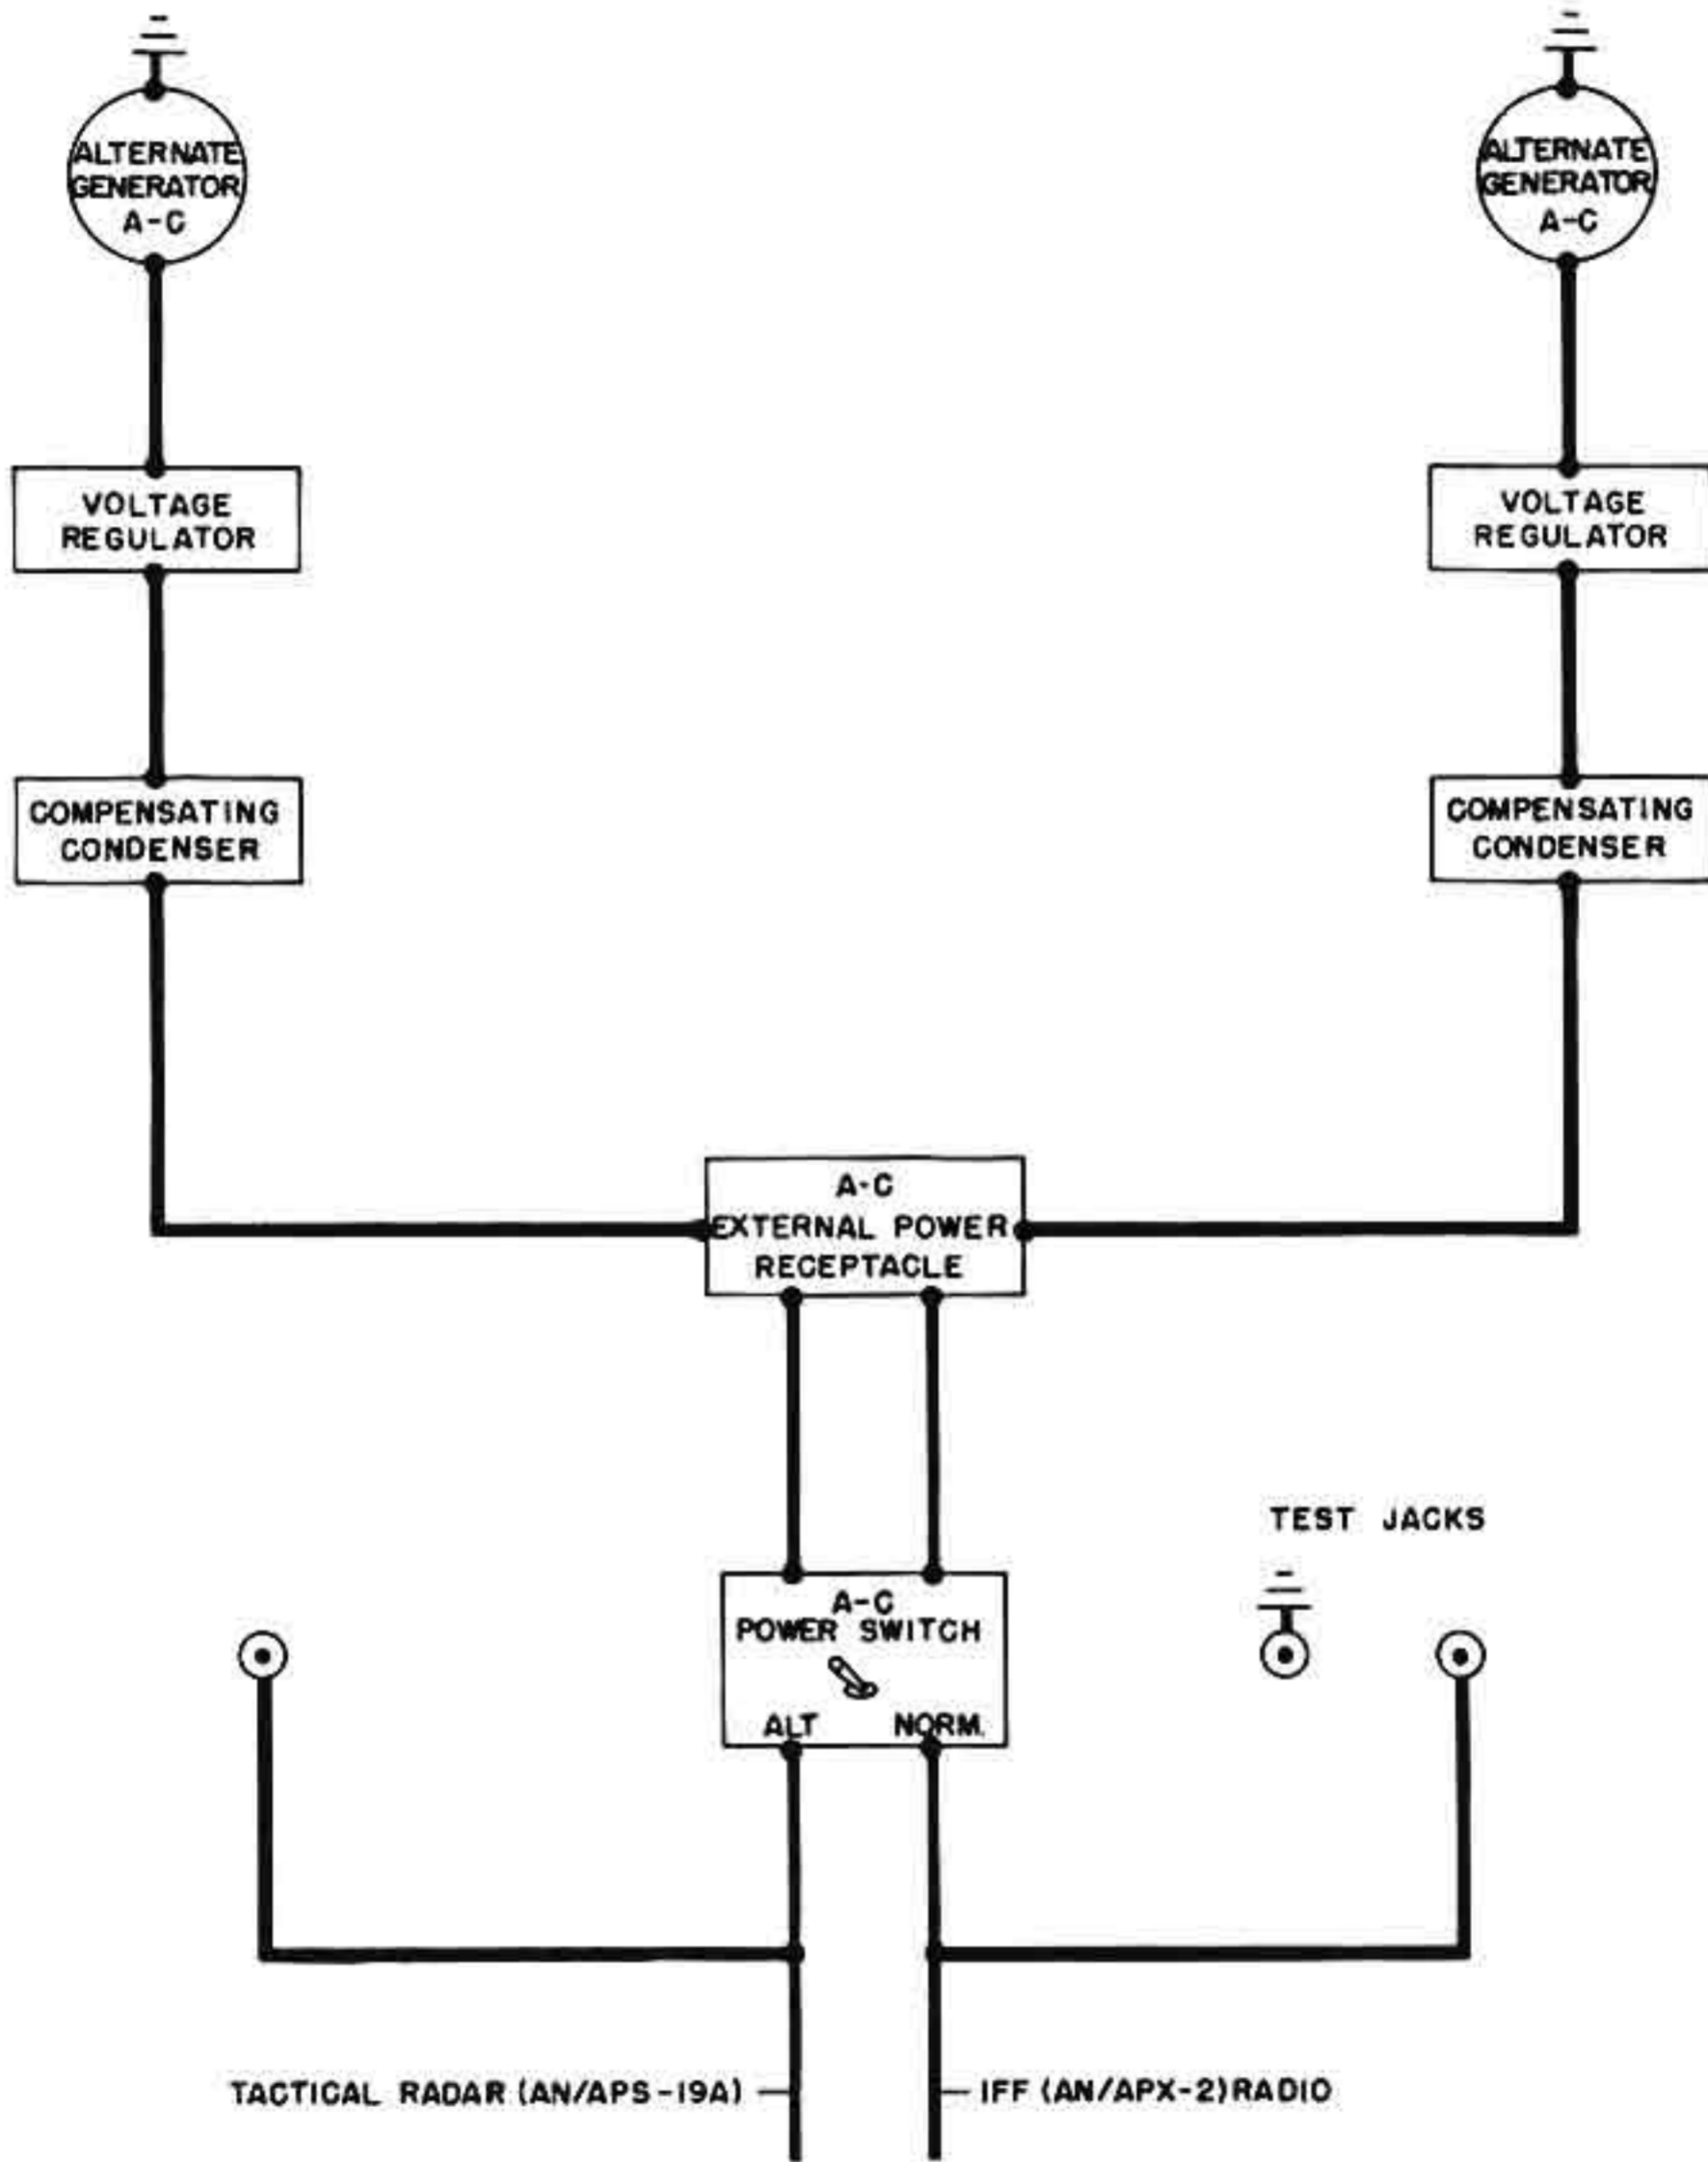 ALTERNATE
GENERATOR
A-C
ALTERNATE
GENERATOR
A-C
VOLTAGE
REGULATOR
VOLTAGE
REGULATOR
COMPENSATING
CONDENSER
COMPENSATING
CONDENSER
A-C
EXTERNAL POWER
RECEPTACLE
TEST JACKS
A-C
POWER SWITCH
ALT NORM.
TACTICAL RADAR (AN/APS-19A)
IFF (AN/APX-2) RADIO